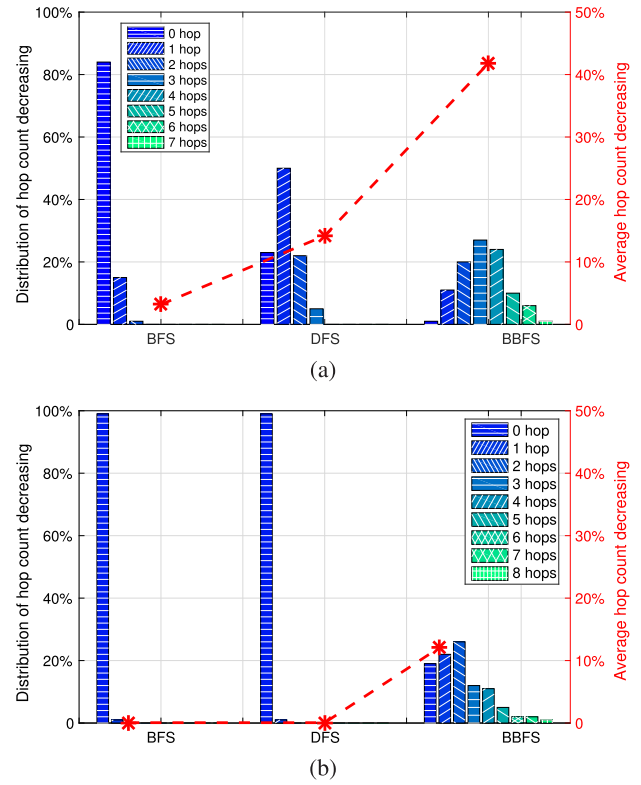 100%
80%
60%
40%
20%
0
Distribution of hop count decreasing
0 hop
1 hop
2 hops
3 hops
4 hops
5 hops
6 hops
7 hops
50%
40%
30%
20%
10%
0
Average hop count decreasing
BFS DFS BBFS
(a)
100%
80%
60%
40%
20%
0
Distribution of hop count decreasing
0 hop
1 hop
2 hops
3 hops
4 hops
5 hops
6 hops
7 hops
8 hops
50%
40%
30%
20%
10%
0
Average hop count decreasing
BFS DFS BBFS
(b)